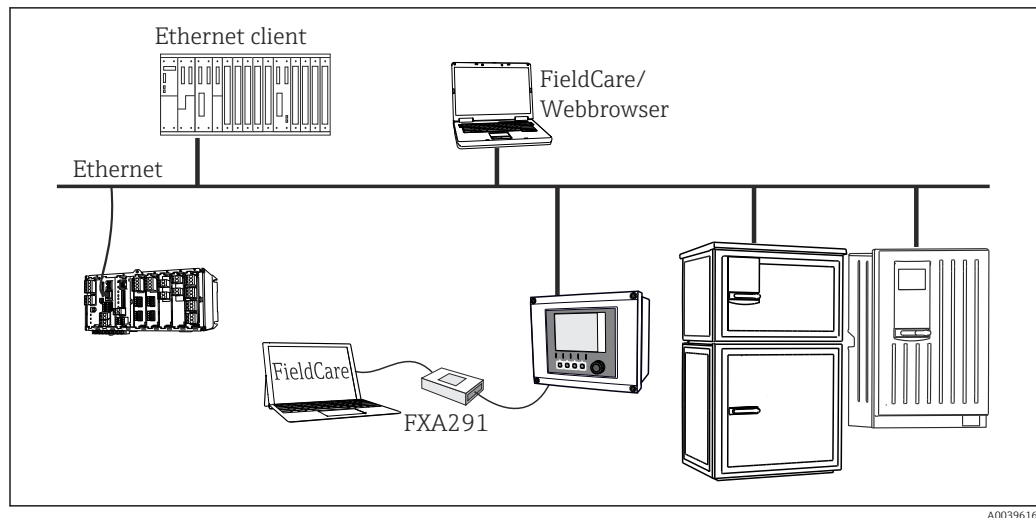 Ethernet client
FieldCare/
Webbrowser
Ethernet
FieldCare
FXA291
A0039616